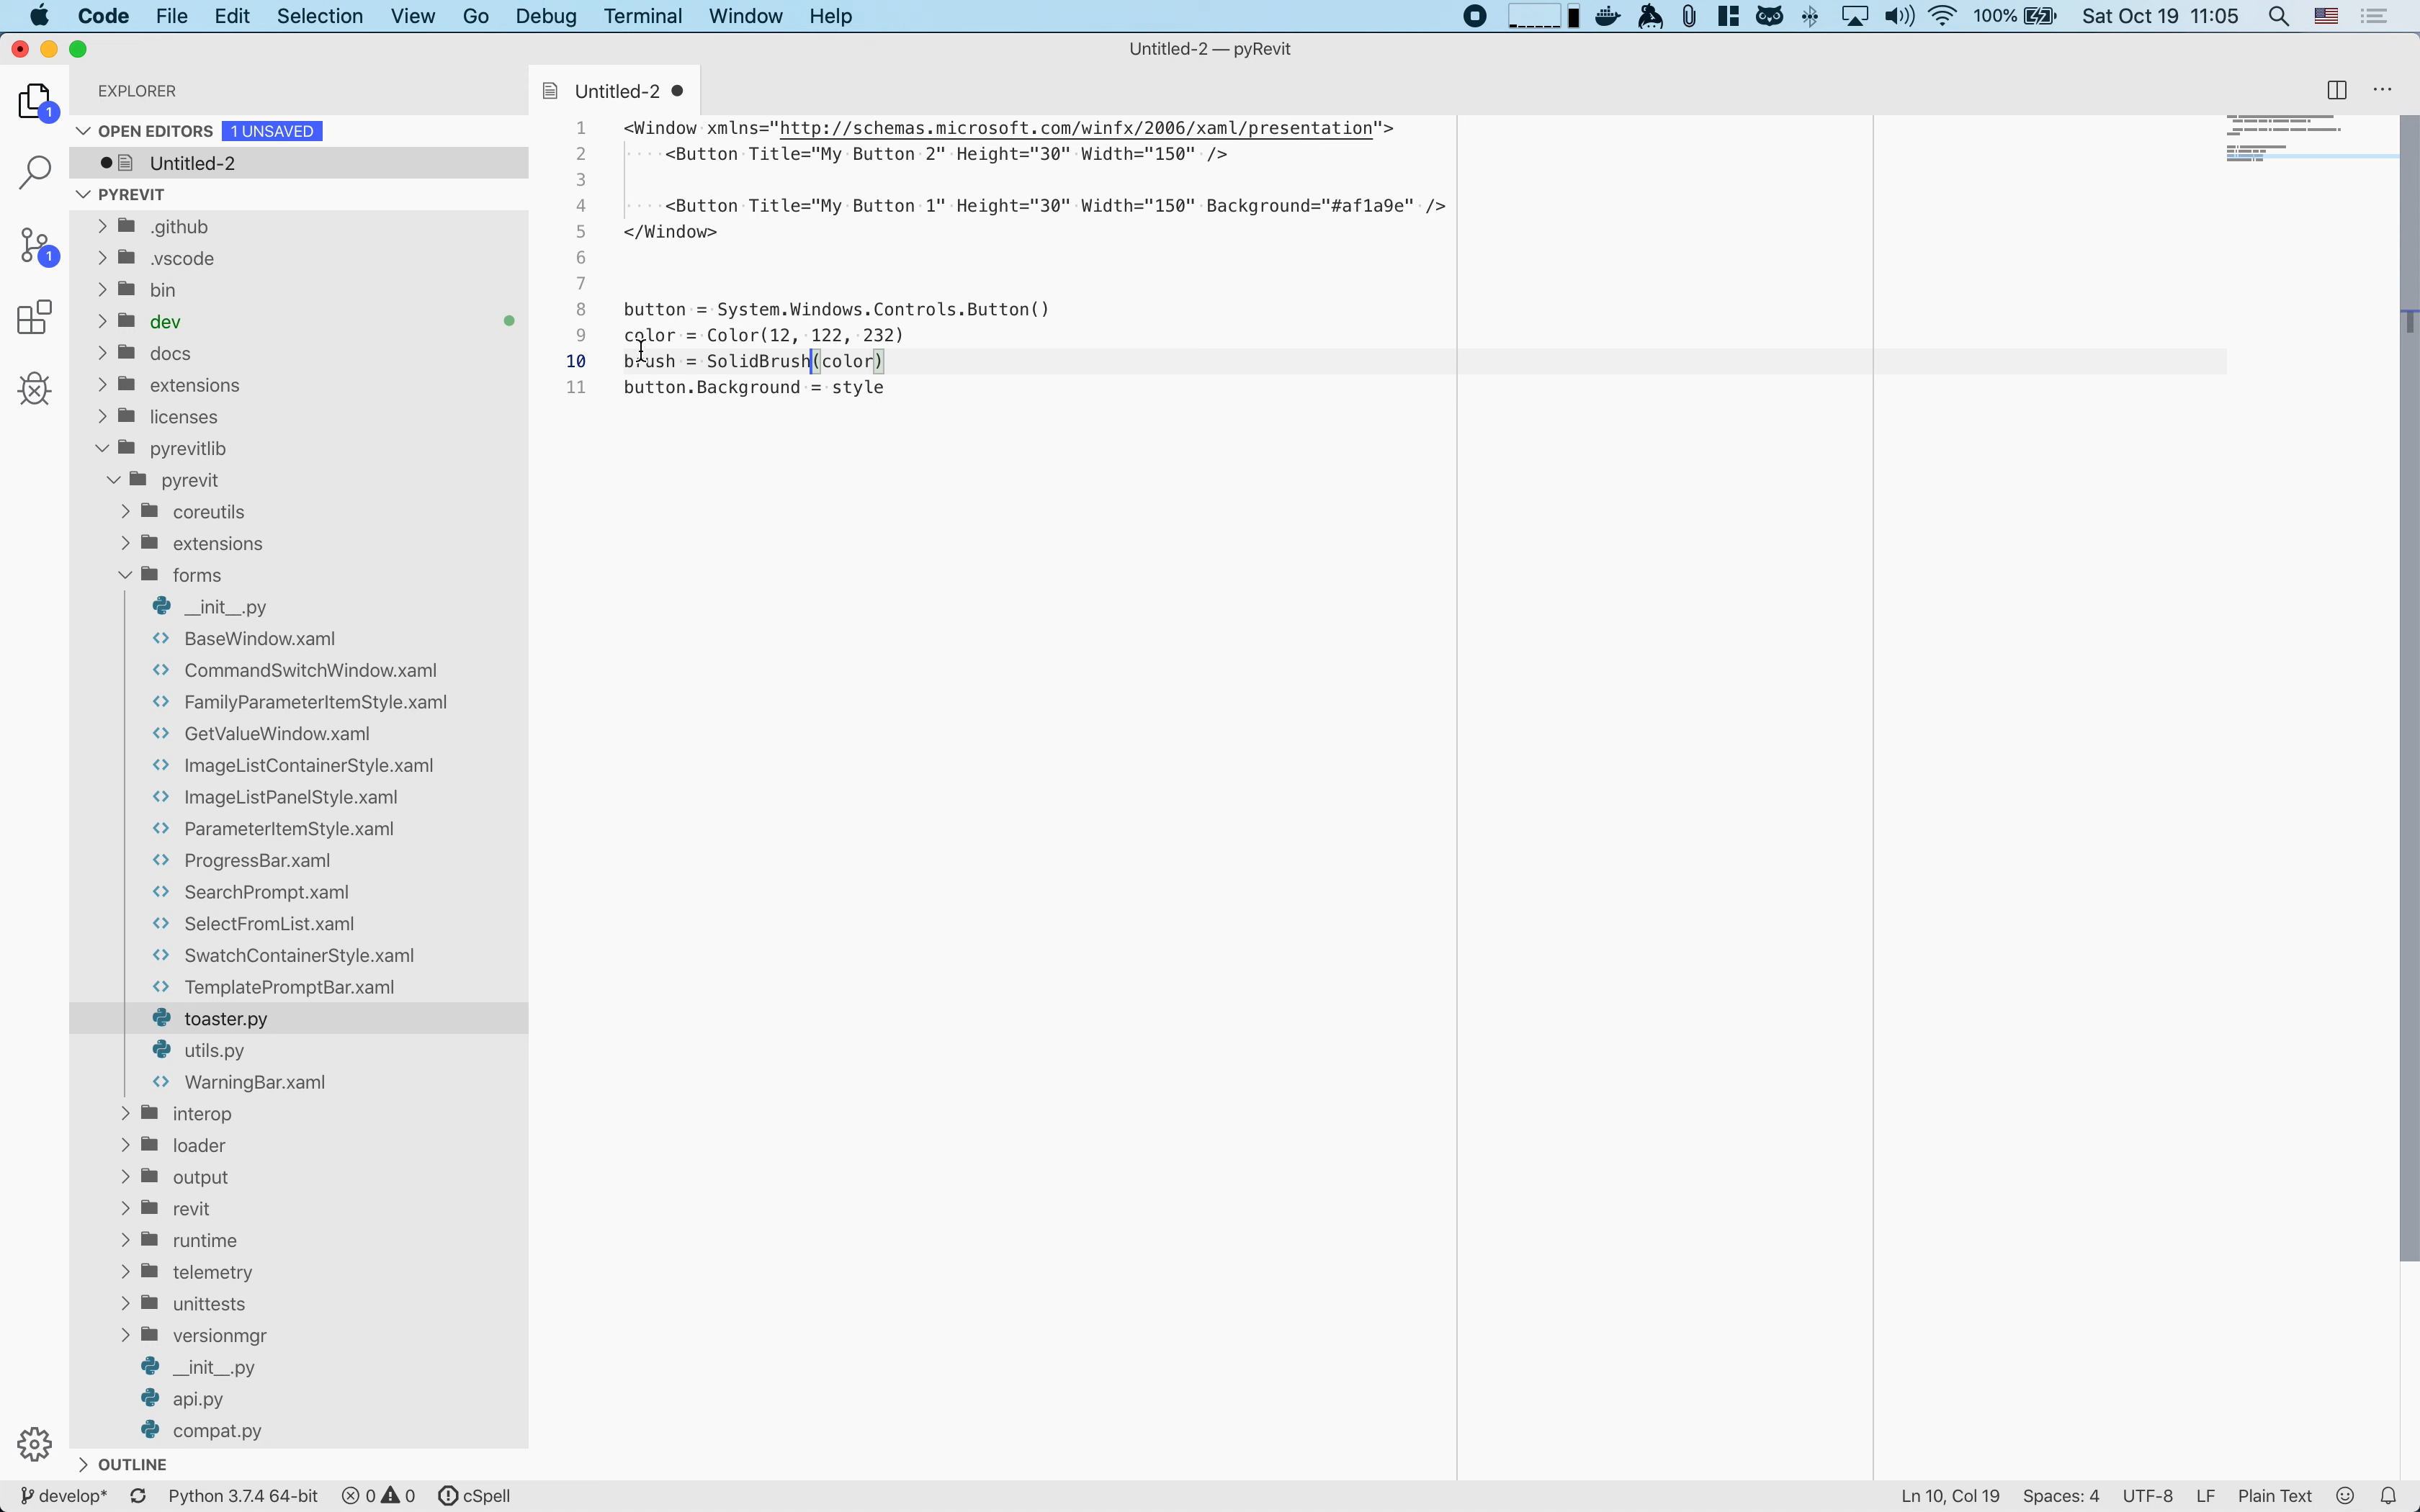 Code File Edit Selection View Go Debug Terminal Window Help 100% Sat Oct 19 11:05
Untitled-2 — pyRevit
EXPLORER
Untitled-2
OPEN EDITORS 1 UNSAVED
Untitled-2
PYREVIT
.github
.vscode
bin
dev
docs
extensions
licenses
pyrevitlib
pyrevit
coreutils
extensions
forms
__init__.py
BaseWindow.xaml
CommandSwitchWindow.xaml
FamilyParameterItemStyle.xaml
GetValueWindow.xaml
ImageListContainerStyle.xaml
ImageListPanelStyle.xaml
ParameterItemStyle.xaml
ProgressBar.xaml
SearchPrompt.xaml
SelectFromList.xaml
SwatchContainerStyle.xaml
TemplatePromptBar.xaml
toaster.py
utils.py
WarningBar.xaml
interop
loader
output
revit
runtime
telemetry
unittests
versionmgr
__init__.py
api.py
compat.py
OUTLINE
1
1
1 <Window xmlns="http://schemas.microsoft.com/winfx/2006/xaml/presentation">
2 <Button Title="My Button 2" Height="30" Width="150" />
3
4 <Button Title="My Button 1" Height="30" Width="150" Background="#af1a9e" />
5 </Window>
6
7
8 button = System.Windows.Controls.Button()
9 color = Color(12, 122, 232)
10 brush = SolidBrush(color)
11 button.Background = style
develop* Python 3.7.4 64-bit 0 0 cSpell Ln 10, Col 19 Spaces: 4 UTF-8 LF Plain Text